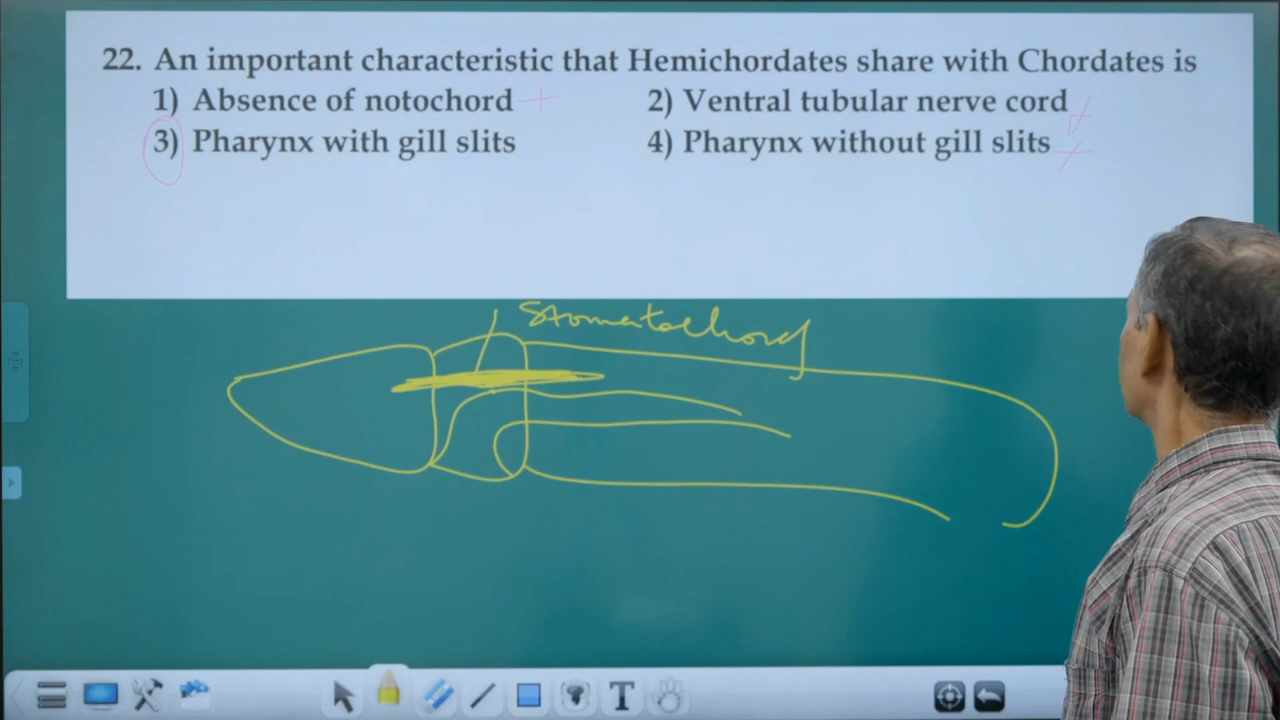 22. An important characteristic that Hemichordates share with Chordates is
1) Absence of notochord 2) Ventral tubular nerve cord
3) Pharynx with gill slits 4) Pharynx without gill slits
Stomatochord
T